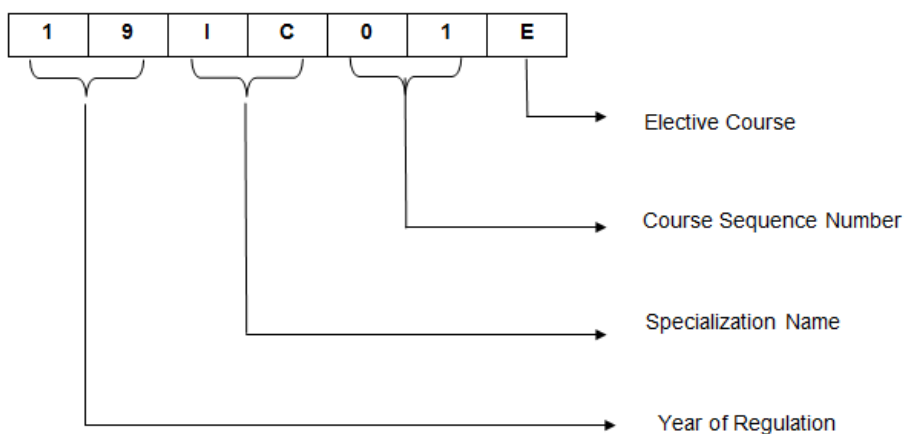 1 9 I C 0 1 E
Elective Course
Course Sequence Number
Specialization Name
Year of Regulation